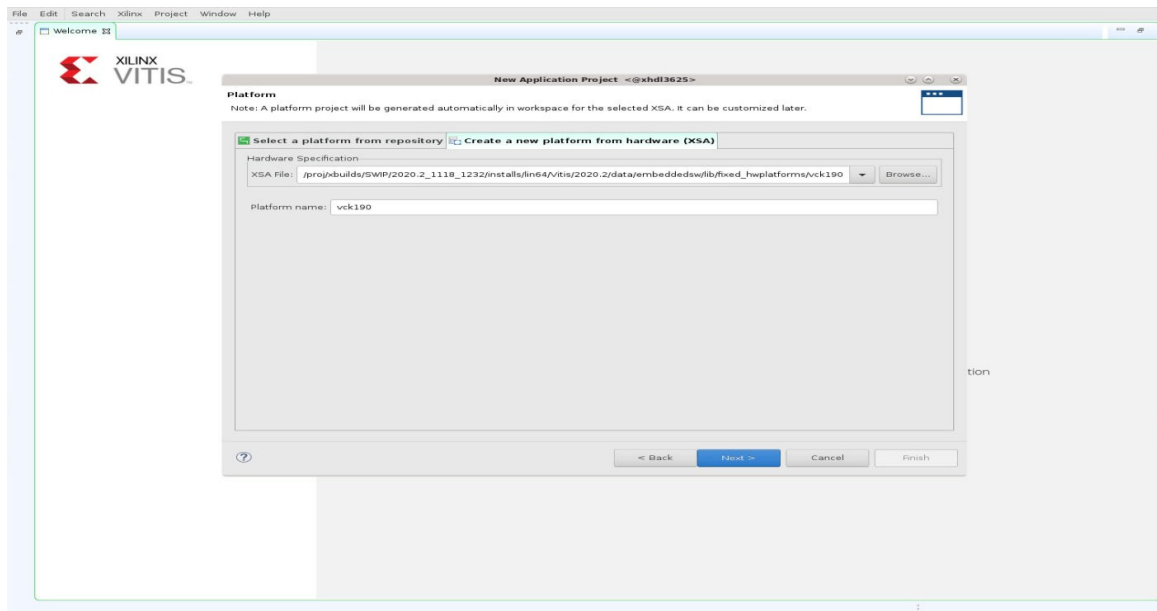 File Edit Search Xilinx Project Window Help
Welcome
XILINX
VITIS
New Application Project <@xhdl3625>
Platform
Note: A platform project will be generated automatically in workspace for the selected XSA. It can be customized later.
Select a platform from repository Create a new platform from hardware (XSA)
Hardware Specification
XSA File: /proj/xbuilds/SWIP/2020.2_1118_1232/installs/lin64/Vitis/2020.2/data/embeddedsw/lib/fixed_hwplatforms/vck190 Browse...
Platform name: vck190
tion
< Back Next > Cancel Finish